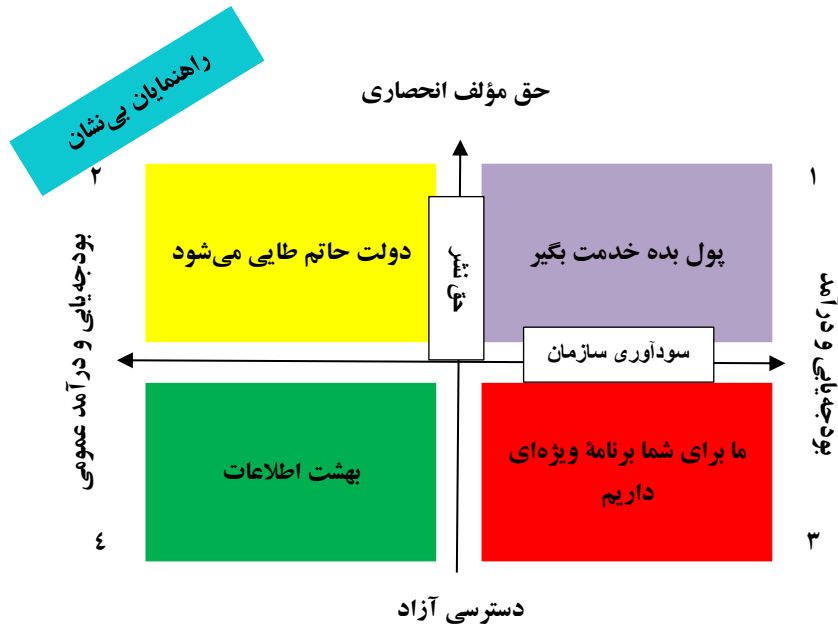 راهنمایان بی‌نشان
حق مؤلف انحصاری
۱
۲
پول بده خدمت بگیر
دولت حاتم طایی می‌شود
حق نشر
سودآوری سازمان
بودجه‌یابی و درآمد
بودجه‌یابی و درآمد عمومی
ما برای شما برنامهٔ ویژه‌ای
داریم
بهشت اطلاعات
۳
٤
دسترسی آزاد